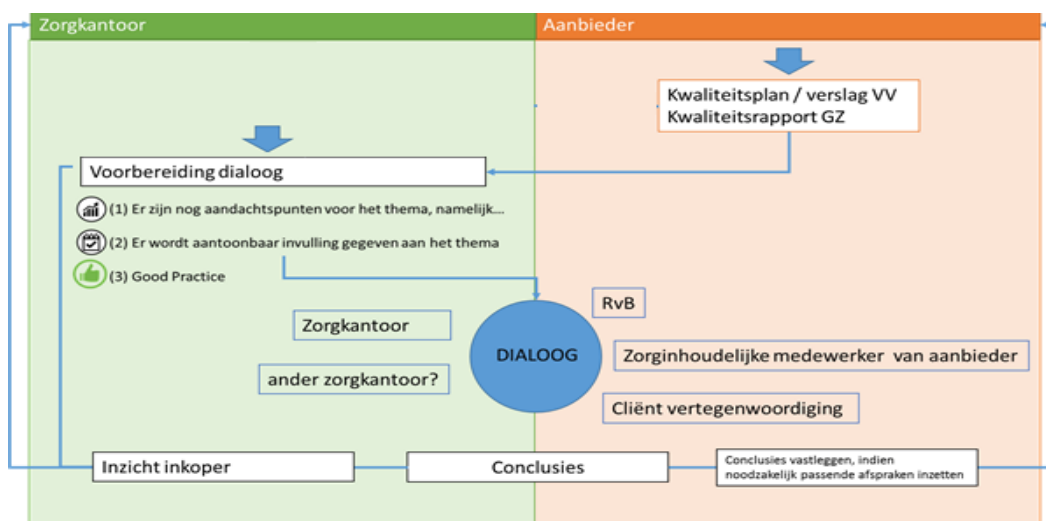 Zorgkantoor
Aanbieder
Kwaliteitsplan / verslag VV
Kwaliteitsrapport GZ
Voorbereiding dialoog
(1) Er zijn nog aandachtspunten voor het thema, namelijk...
(2) Er wordt aantoonbaar invulling gegeven aan het thema
(3) Good Practice
RvB
Zorgkantoor
DIALOOG
Zorginhoudelijke medewerker van aanbieder
ander zorgkantoor?
Cliënt vertegenwoordiging
Inzicht inkoper
Conclusies
Conclusies vastleggen, indien
noodzakelijk passende afspraken inzetten